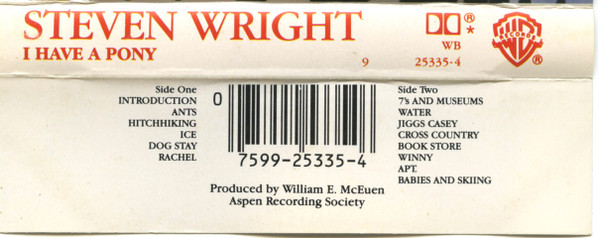 STEVEN WRIGHT
I HAVE A PONY
®*
WB
9 25335-4
WB
RECORDS
®
Side One
INTRODUCTION
ANTS
HITCHHIKING
ICE
DOG STAY
RACHEL
0
7599-25335-4
Side Two
7's AND MUSEUMS
WATER
JIGGS CASEY
CROSS COUNTRY
BOOK STORE
WINNY
APT.
BABIES AND SKIING
Produced by William E. McEuen
Aspen Recording Society